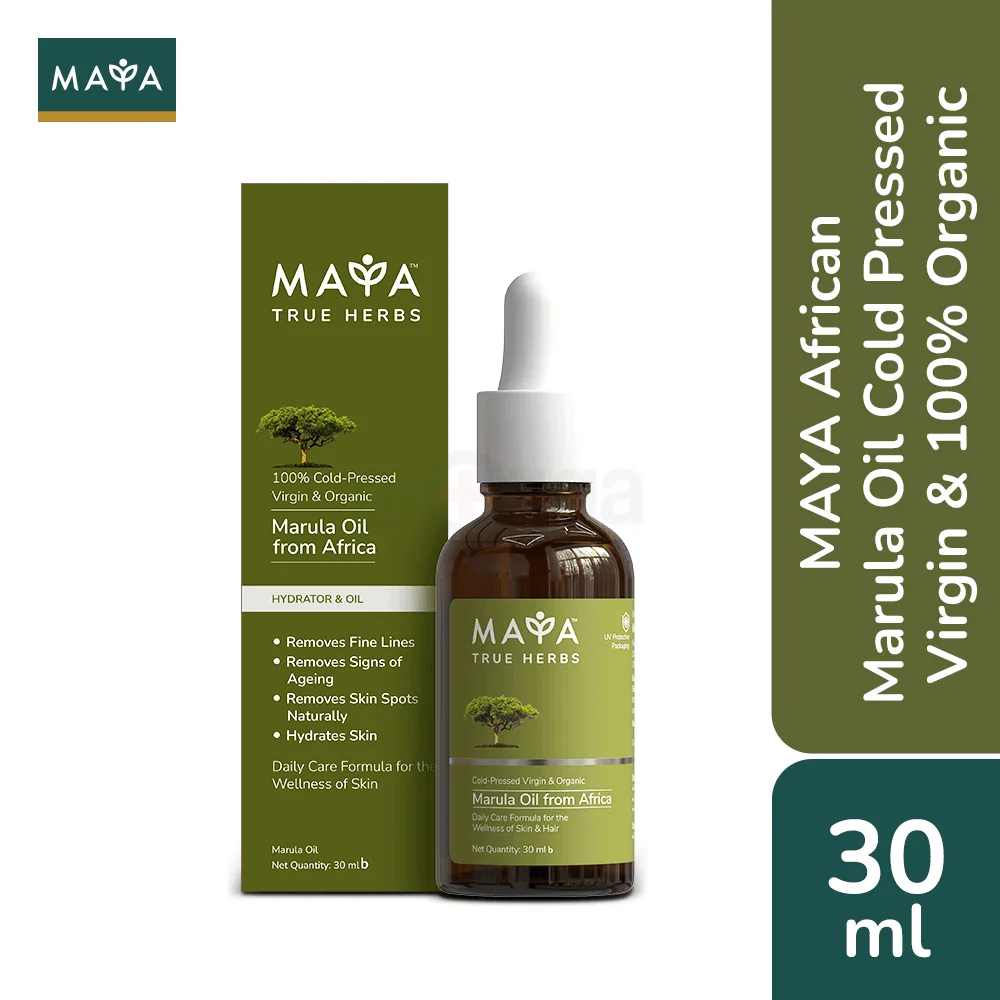 MAYA
MAYA™
TRUE HERBS
100% Cold-Pressed
Virgin & Organic
Marula Oil
from Africa
HYDRATOR & OIL
• Removes Fine Lines
• Removes Signs of
Ageing
• Removes Skin Spots
Naturally
• Hydrates Skin
Daily Care Formula for the
Wellness of Skin
Marula Oil
Net Quantity: 30 ml b
MAYA™
TRUE HERBS
UV Protective
Packaging
Cold-Pressed Virgin & Organic
Marula Oil from Africa
Daily Care Formula for the
Wellness of Skin & Hair
Net Quantity: 30 ml b
MAYA African
Marula Oil Cold Pressed
Virgin & 100% Organic
30
ml